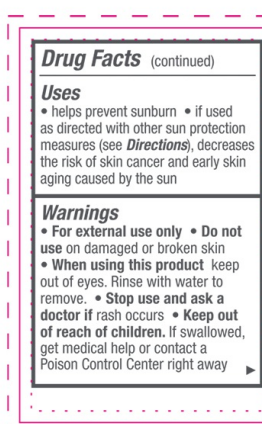 Drug Facts (continued)
Uses
• helps prevent sunburn • if used
as directed with other sun protection
measures (see Directions), decreases
the risk of skin cancer and early skin
aging caused by the sun
Warnings
• For external use only • Do not
use on damaged or broken skin
• When using this product keep
out of eyes. Rinse with water to
remove. • Stop use and ask a
doctor if rash occurs • Keep out
of reach of children. If swallowed,
get medical help or contact a
Poison Control Center right away ▶